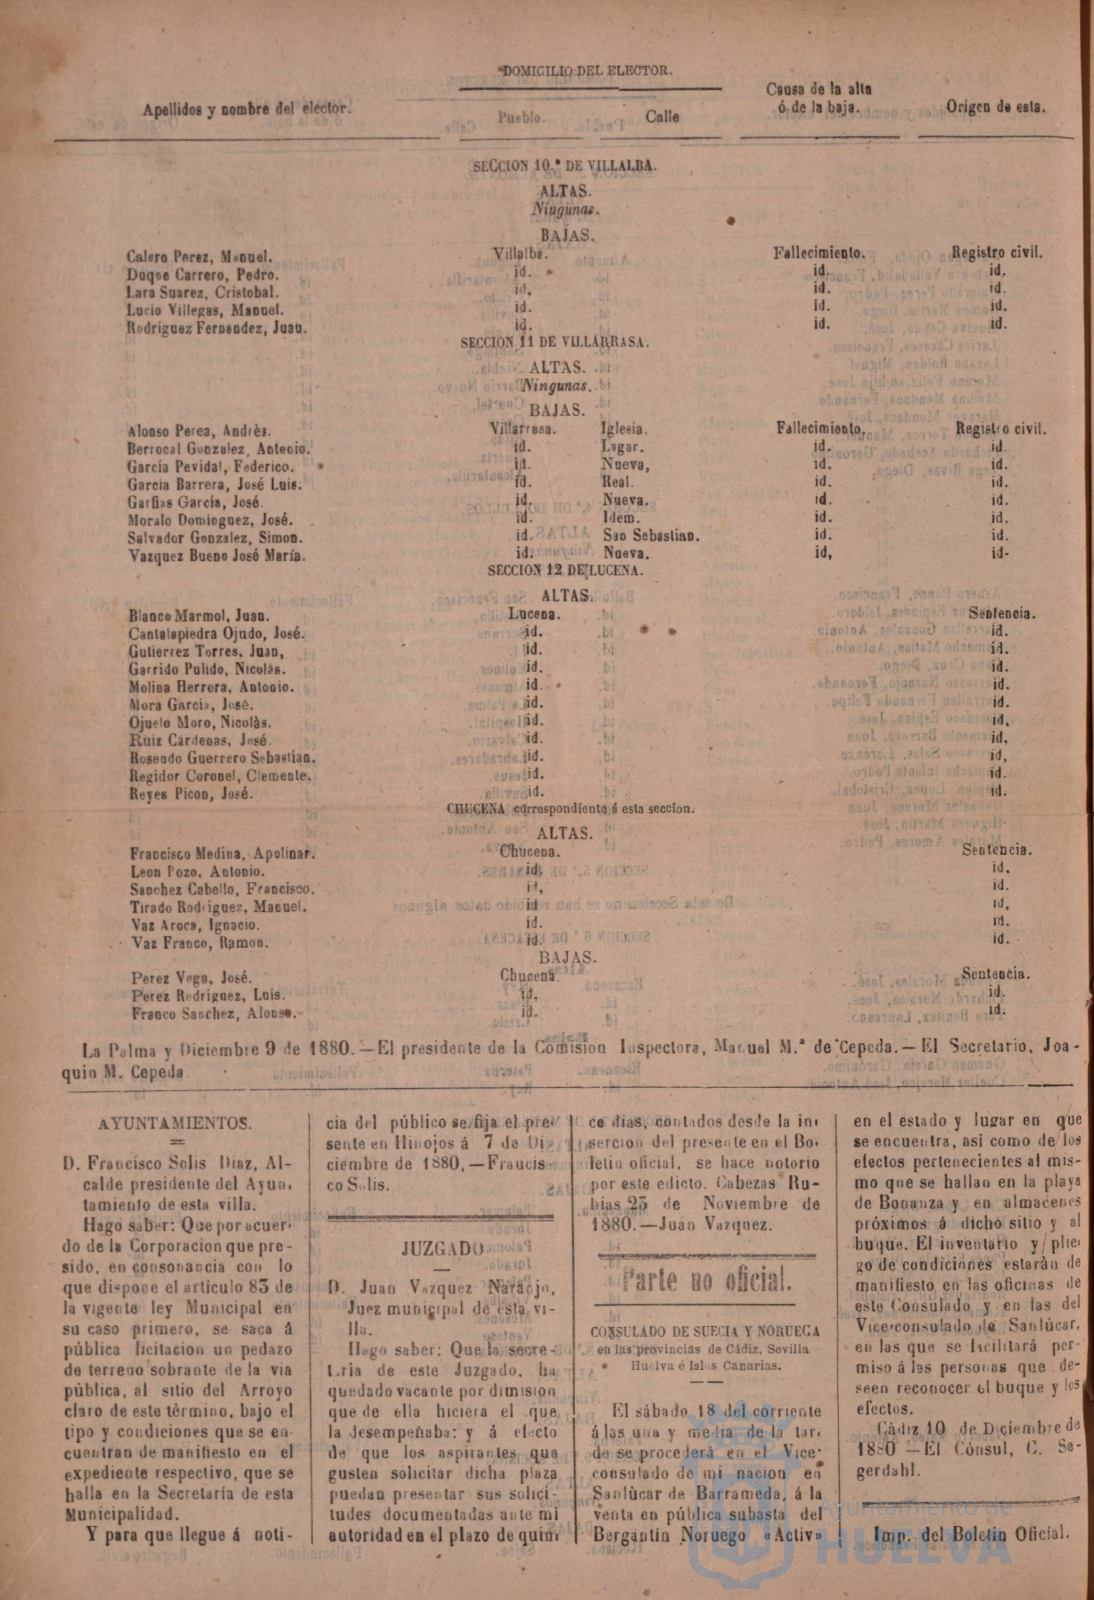 DOMICILIO DEL ELECTOR.
Apellidos y nombre del elector. Pueblo. Calle Causa de la alta ó de la baja. Orígen de esta.
SECCION 10.ª DE VILLALBA.
ALTAS.
Ningunas.
BAJAS.
Calero Perez, Manuel. Villalba. Fallecimiento. Registro civil.
Duque Carrero, Pedro. id. id. id.
Lara Suarez, Cristobal. id, id. id.
Lucio Villegas, Manuel. id. id. id.
Rodriguez Fernendez, Juan. id. id. id.
SECCION 11 DE VILLARRASA.
ALTAS.
Ningunas.
BAJAS.
Alonso Perea, Andrès. Villarrasa. Iglesia. Fallecimiento, Registro civil.
Berrocal Gonzalez, Antonio. id. Lagar. id. id.
García Pevidal, Federico. id. Nueva, id. id.
García Barrera, José Luis. id. Real. id. id.
Garfias García, José. id. Nueva. id. id.
Moralo Dominguez, José. id. Idem. id. id.
Salvador Gonzalez, Simon. id. San Sebastian. id. id.
Vazquez Bueno José María. id. Nueva. id, id-
SECCION 12 DE LUCENA.
ALTAS.
Blanco Marmol, Juan. Lucena. Sentencia.
Cantalapiedra Ojudo, José. id. id.
Gutierrez Torres, Juan, id. id.
Garrido Pulido, Nicolàs. id. id.
Molina Herrera, Antonio. id. id.
Mora García, José. id. id.
Ojuelo Moro, Nicolàs. id. id,
Ruiz Cárdenas, José. id. id,
Rosendo Guerrero Sebastían. id. id,
Regidor Coronel, Clemente. id. id.
Reyes Picon, José. id. id.
CHUCENA correspondiente á esta seccion.
ALTAS.
Francisco Medina, Apolinar. Chucena. Sentencia.
Leon Pozo, Antonio. id. id.
Sanchez Cabello, Francisco. id, id.
Tirado Rodriguez, Manuel. id id,
Vaz Aroca, Ignacio. id. id.
Vaz Franco, Ramon. id. id.
BAJAS.
Perez Vega, José. Chucena Sentencia.
Perez Rodriguez, Luis. id, id.
Franco Sanchez, Alonso. id. id.
La Palma y Diciembre 9 de 1880.—El presidente de la Comision Inspectora, Manuel M.ª de Cepeda.—El Secretario, Joa-
quin M. Cepeda
AYUNTAMIENTOS.
D. Francisco Solis Diaz, Al-
calde presidente del Ayun-
tamiento de esta villa.
Hago saber: Que por acuer-
do de la Corporacion que pre-
sido, en consonancia con lo
que dispone el artículo 83 de
la vigente ley Municipal en
su caso primero, se saca á
pública licitacion un pedazo
de terreno sobrante de la via
pública, al sitio del Arroyo
claro de este tèrmino, bajo el
tipo y condiciones que se en-
cuentran de manifiesto en el
expediente respectivo, que se
halla en la Secretaría de esta
Municipalidad.
Y para que llegue á noti-
cia del público se fija el pre-
sente en Hinojos á 7 de Di-
ciembre de 1880,—Francis-
co Solis.
JUZGADO
D. Juan Vazquez Naranjo,
Juez municipal de esta vi-
lla.
Hago saber: Que la secre-
taria de este Juzgado, ha
quedado vacante por dimision
que de ella hiciera el que
la desempeñaba: y á efecto
de que los aspirantes que
gusten solicitar dicha plaza
puedan presentar sus solici-
tudes documentadas ante mi
autoridad en el plazo de quin
ce dias, contados desde la in-
sercion del presente en el Bo-
letin oficial, se hace notorio
por este edicto. Cabezas Ru-
bias 25 de Noviembre de
1880.—Juan Vazquez.
Parte no oficial.
CONSULADO DE SUECIA Y NORUEGA
en las provincias de Cádiz, Sevilla
Huelva é Islas Canarias.
El sábado 18 del corriente
á las una y media de la tar-
de se procederá en el Vice-
consulado de mi nacion en
Sanlùcar de Barrameda, á la
venta en pública subasta del
Bergantin Noruego «Activ»
en el estado y lugar en que
se encuentra, asi como de los
efectos pertenecientes al mis-
mo que se hallan en la playa
de Bonanza y en almacenes
próximos á dicho sitio y al
buque. El inventario y plie-
go de condiciones estaràn de
manifiesto en las oficinas de
este Consulado y en las del
Vice-consulado de Sanlúcar,
en las que se facilitará per-
miso á las personas que de-
seen reconocer el buque y los
efectos.
Cádiz 10 de Diciembre de
1880—El Cónsul, C. Se-
gerdahl.
Imp. del Boletin Oficial.
Ayuntamiento de
HUELVA